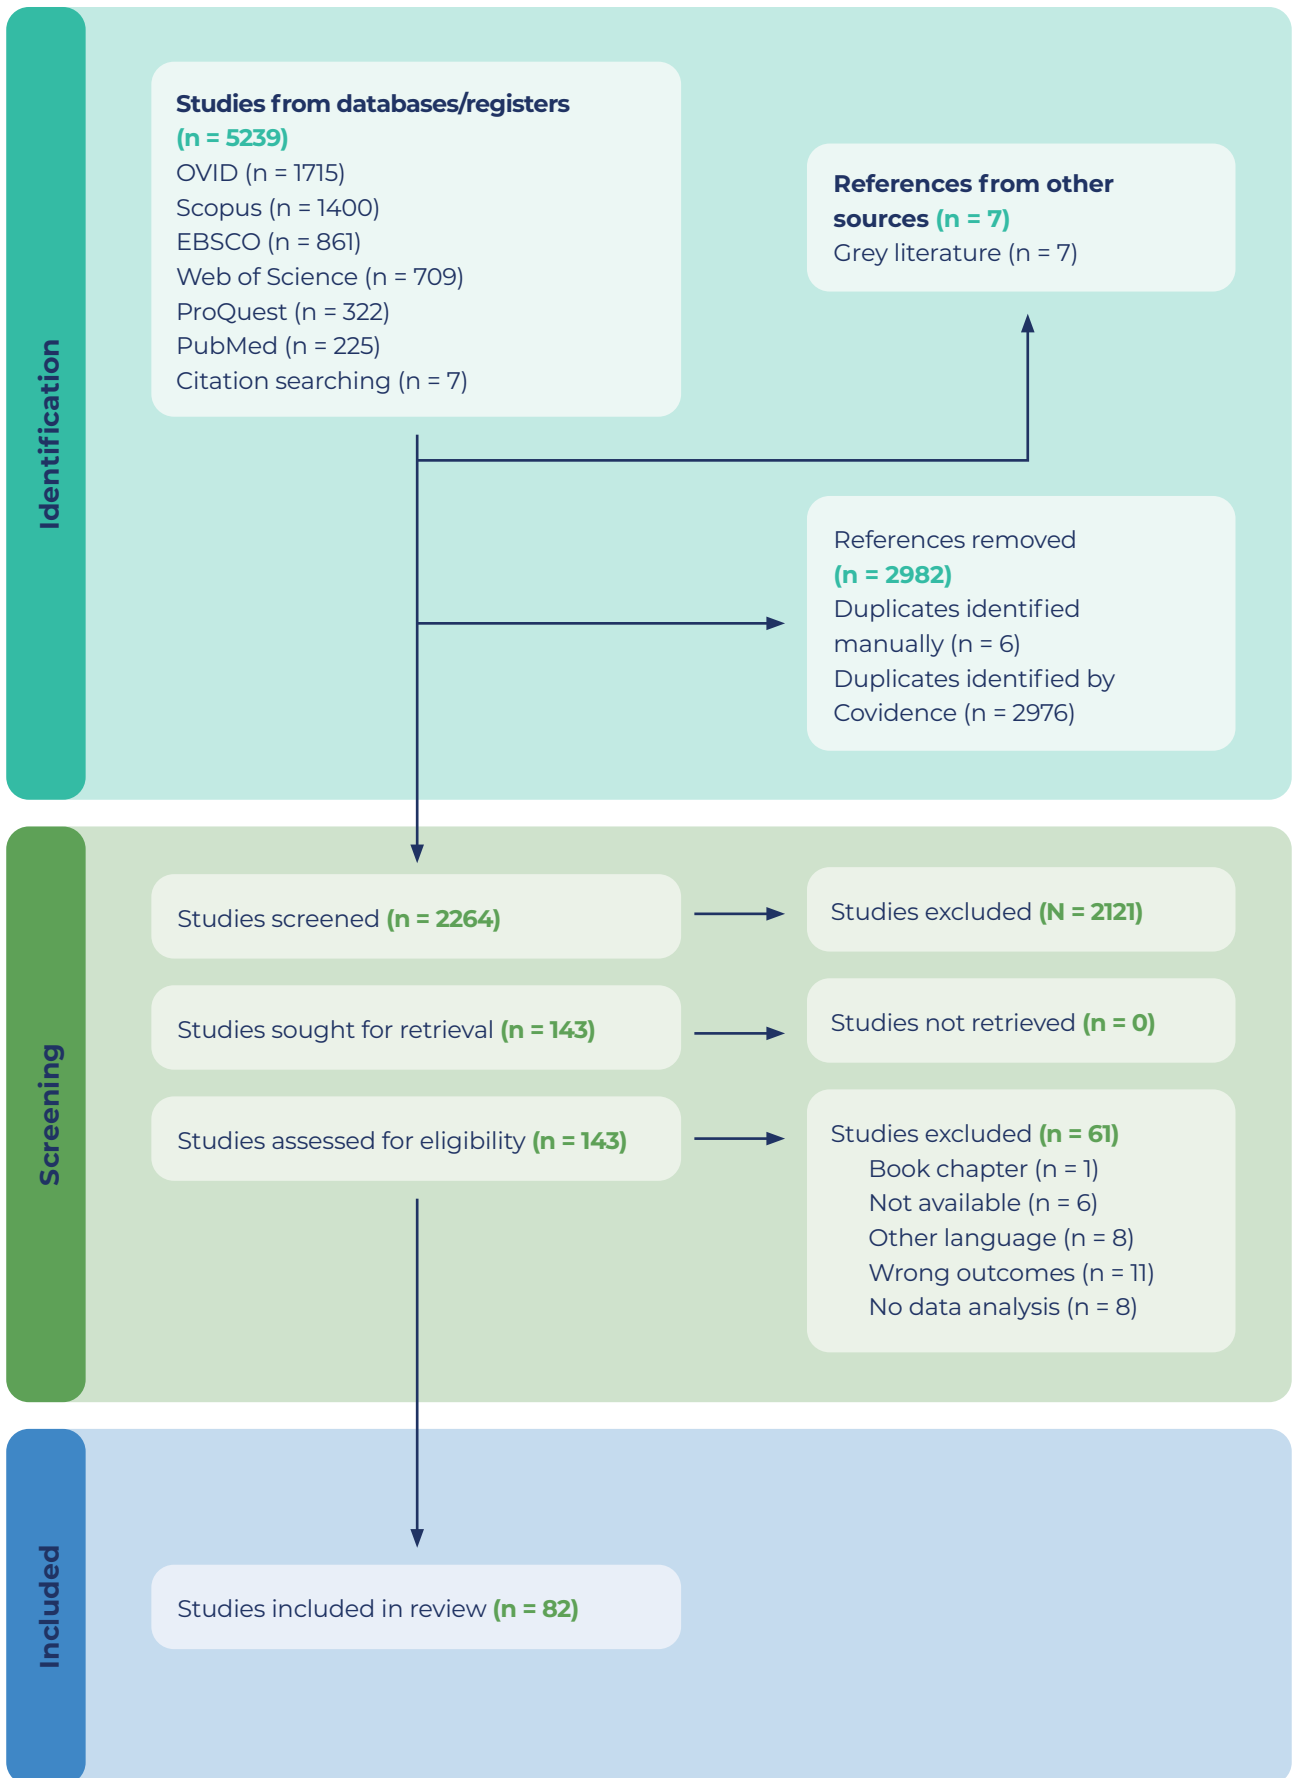 Identification
Studies from databases/registers
(n = 5239)
OVID (n = 1715)
Scopus (n = 1400)
EBSCO (n = 861)
Web of Science (n = 709)
ProQuest (n = 322)
PubMed (n = 225)
Citation searching (n = 7)
References from other
sources (n = 7)
Grey literature (n = 7)
References removed
(n = 2982)
Duplicates identified
manually (n = 6)
Duplicates identified by
Covidence (n = 2976)
Screening
Studies screened (n = 2264)
Studies excluded (N = 2121)
Studies sought for retrieval (n = 143)
Studies not retrieved (n = 0)
Studies assessed for eligibility (n = 143)
Studies excluded (n = 61)
Book chapter (n = 1)
Not available (n = 6)
Other language (n = 8)
Wrong outcomes (n = 11)
No data analysis (n = 8)
Included
Studies included in review (n = 82)